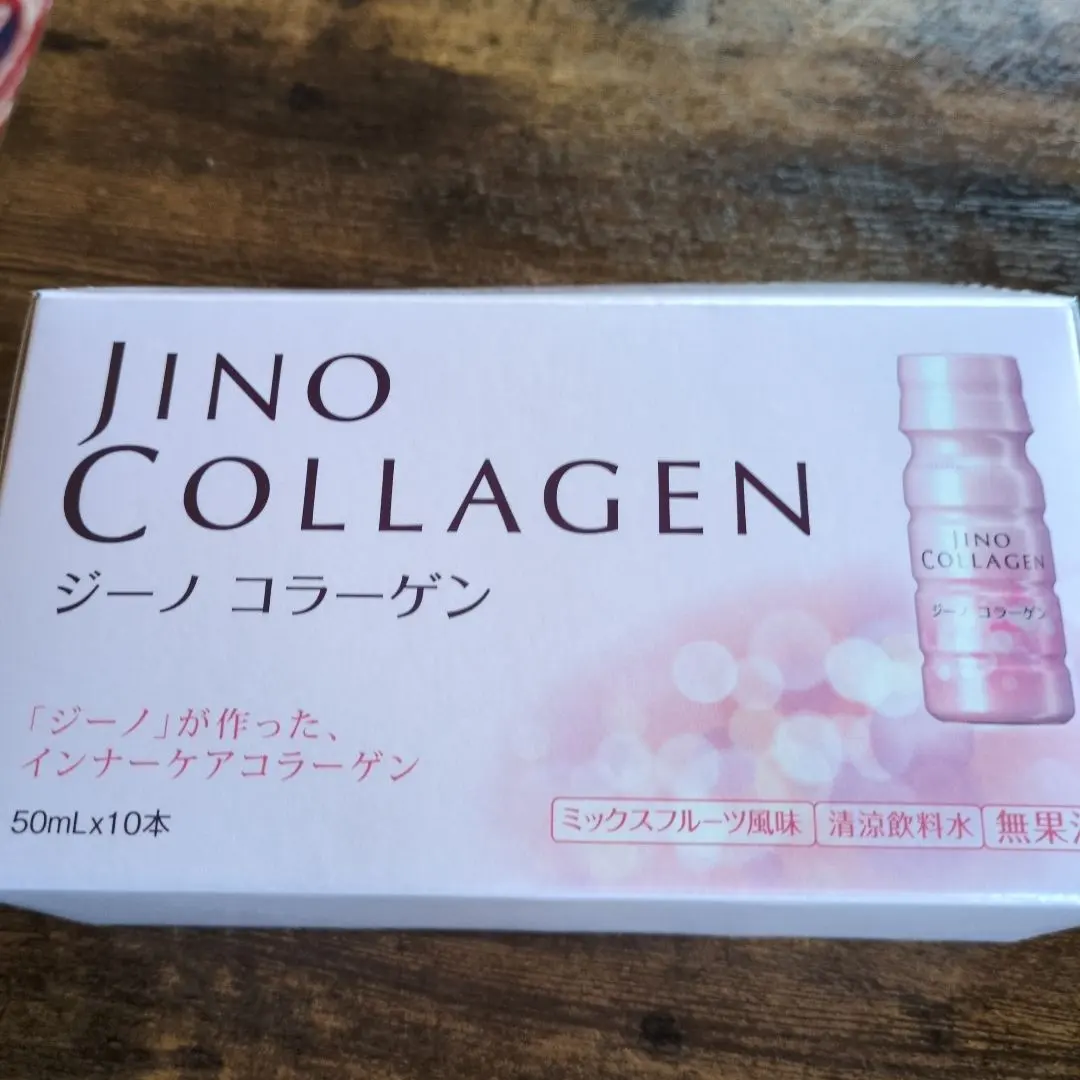 JINO
COLLAGEN
ジーノ コラーゲン
「ジーノ」が作った、
インナーケアコラーゲン
50mLx10本
JINO
COLLAGEN
ジーノ コラーゲン
ミックスフルーツ風味 清涼飲料水 無果汁